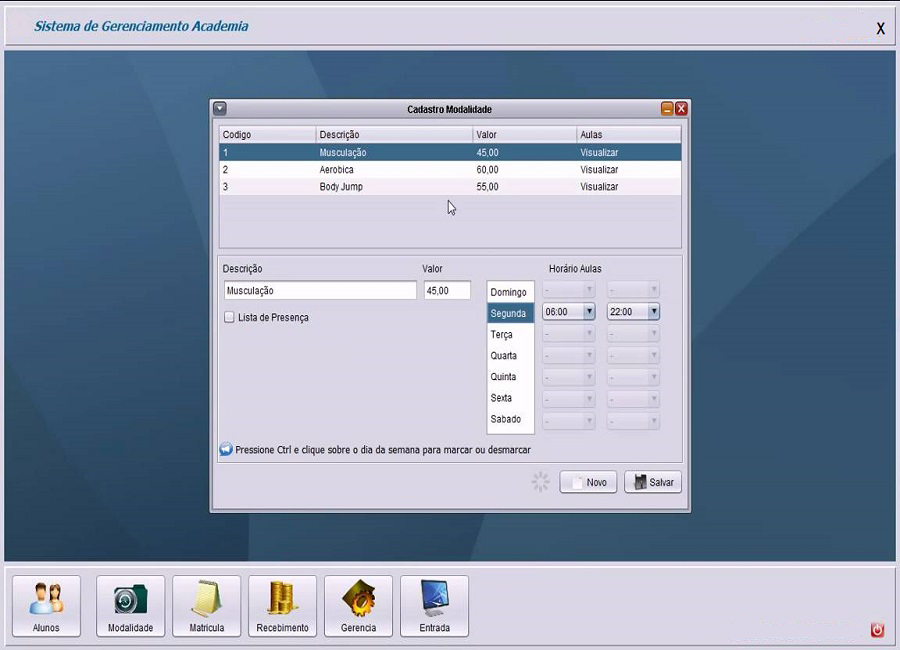 Sistema de Gerenciamento Academia
X
Cadastro Modalidade
Codigo Descrição Valor Aulas
1 Musculação 45,00 Visualizar
2 Aerobica 60,00 Visualizar
3 Body Jump 55,00 Visualizar
Descrição Valor Horário Aulas
Musculação 45,00
Lista de Presença
Domingo - -
Segunda 06:00 22:00
Terça - -
Quarta - -
Quinta - -
Sexta - -
Sabado - -
Pressione Ctrl e clique sobre o dia da semana para marcar ou desmarcar
Novo Salvar
Alunos Modalidade Matricula Recebimento Gerencia Entrada